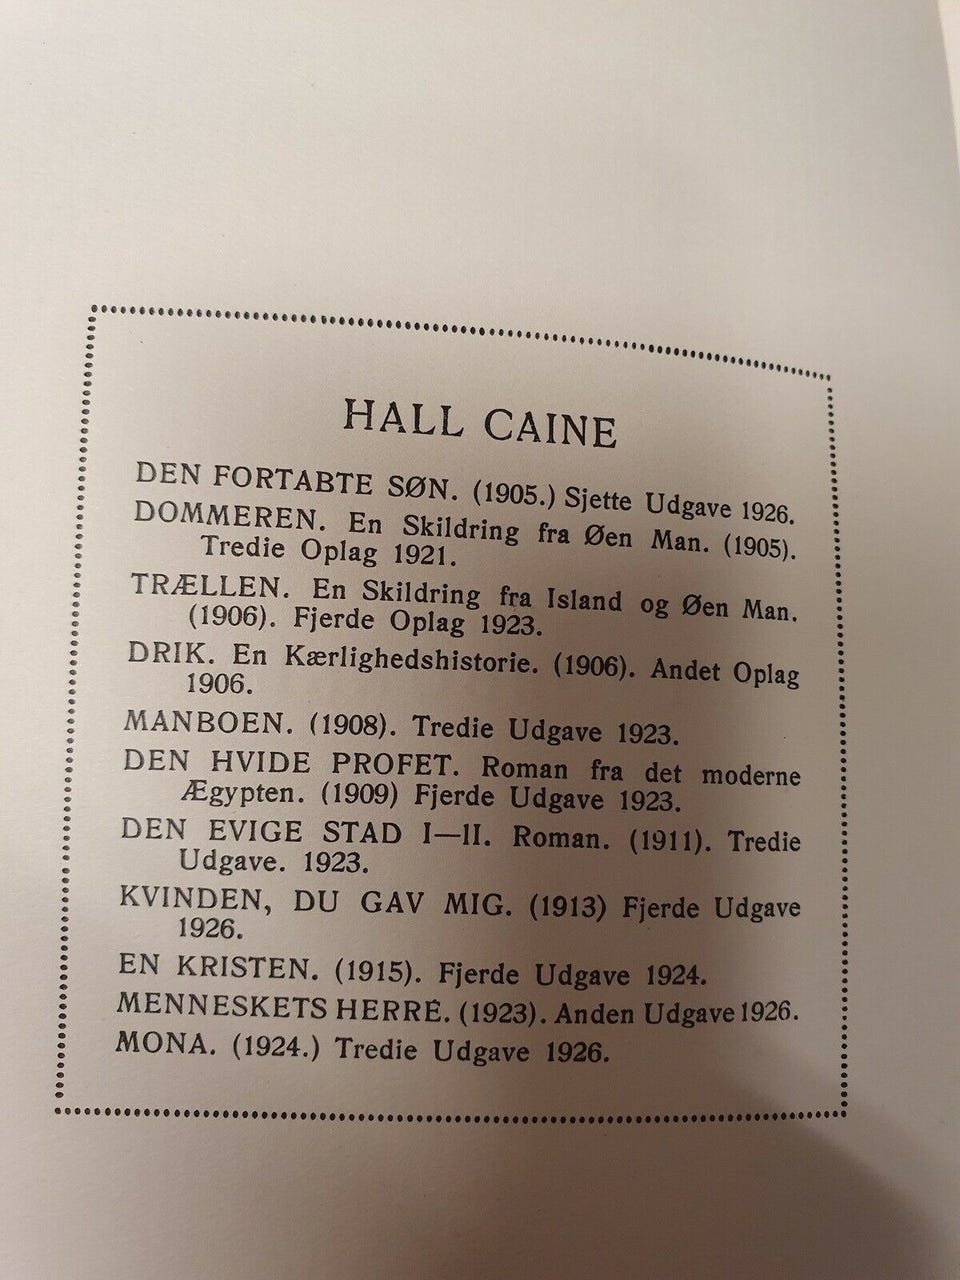 HALL CAINE
DEN FORTABTE SØN. (1905.) Sjette Udgave 1926.
DOMMEREN. En Skildring fra Øen Man. (1905).
Tredie Oplag 1921.
TRÆLLEN. En Skildring fra Island og Øen Man.
(1906). Fjerde Oplag 1923.
DRIK. En Kærlighedshistorie. (1906). Andet Oplag
1906.
MANBOEN. (1908). Tredie Udgave 1923.
DEN HVIDE PROFET. Roman fra det moderne
Ægypten. (1909) Fjerde Udgave 1923.
DEN EVIGE STAD I—II. Roman. (1911). Tredie
Udgave. 1923.
KVINDEN, DU GAV MIG. (1913) Fjerde Udgave
1926.
EN KRISTEN. (1915). Fjerde Udgave 1924.
MENNESKETS HERRE. (1923). Anden Udgave 1926.
MONA. (1924.) Tredie Udgave 1926.